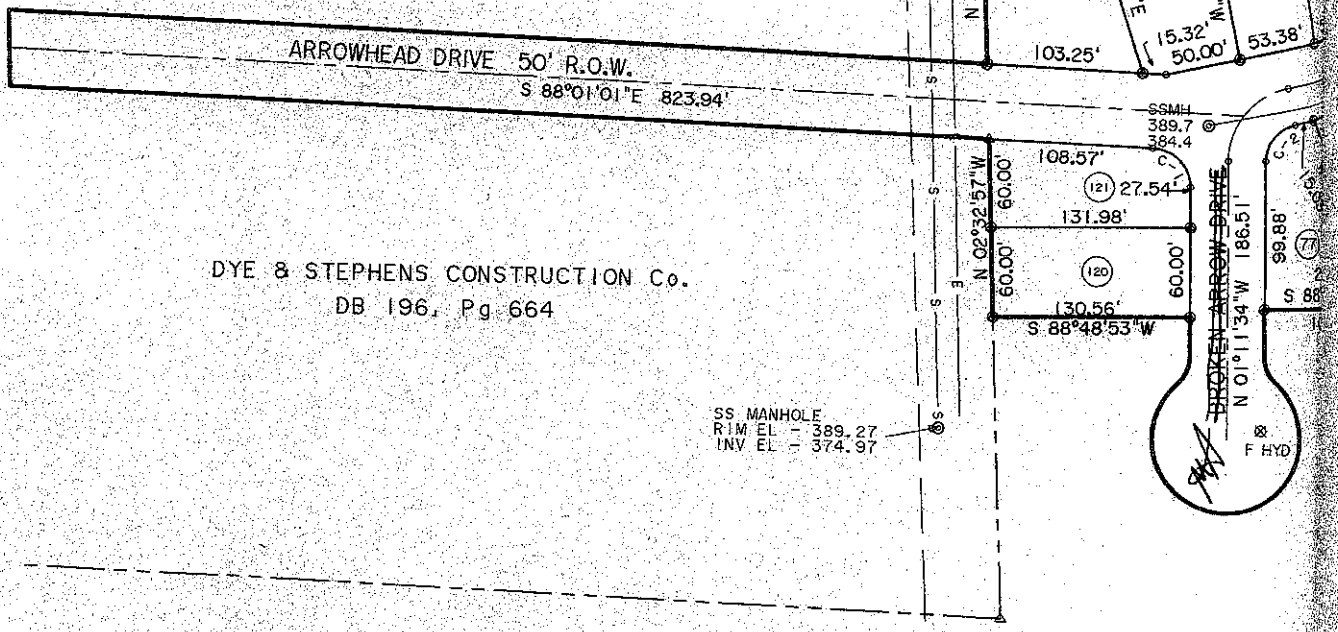 N
E
W
15.32'
50.00'
53.38'
103.25'
ARROWHEAD DRIVE 50' R.O.W.
S 88°01'01"E 823.94'
S
SSMH
389.7
384.4
108.57'
C-1
C-2
N 02°32'57"W
60.00'
121
27.54'
131.98'
S
60.00'
120
60.00'
130.56'
S 88°48'53"W
BROKEN ARROW DRIVE
N 01°11'34"W 186.51'
99.88'
77
S 88°
E
S
DYE & STEPHENS CONSTRUCTION Co.
DB 196, Pg 664
SS MANHOLE
RIM EL - 389.27
INV EL - 374.97
S
F HYD